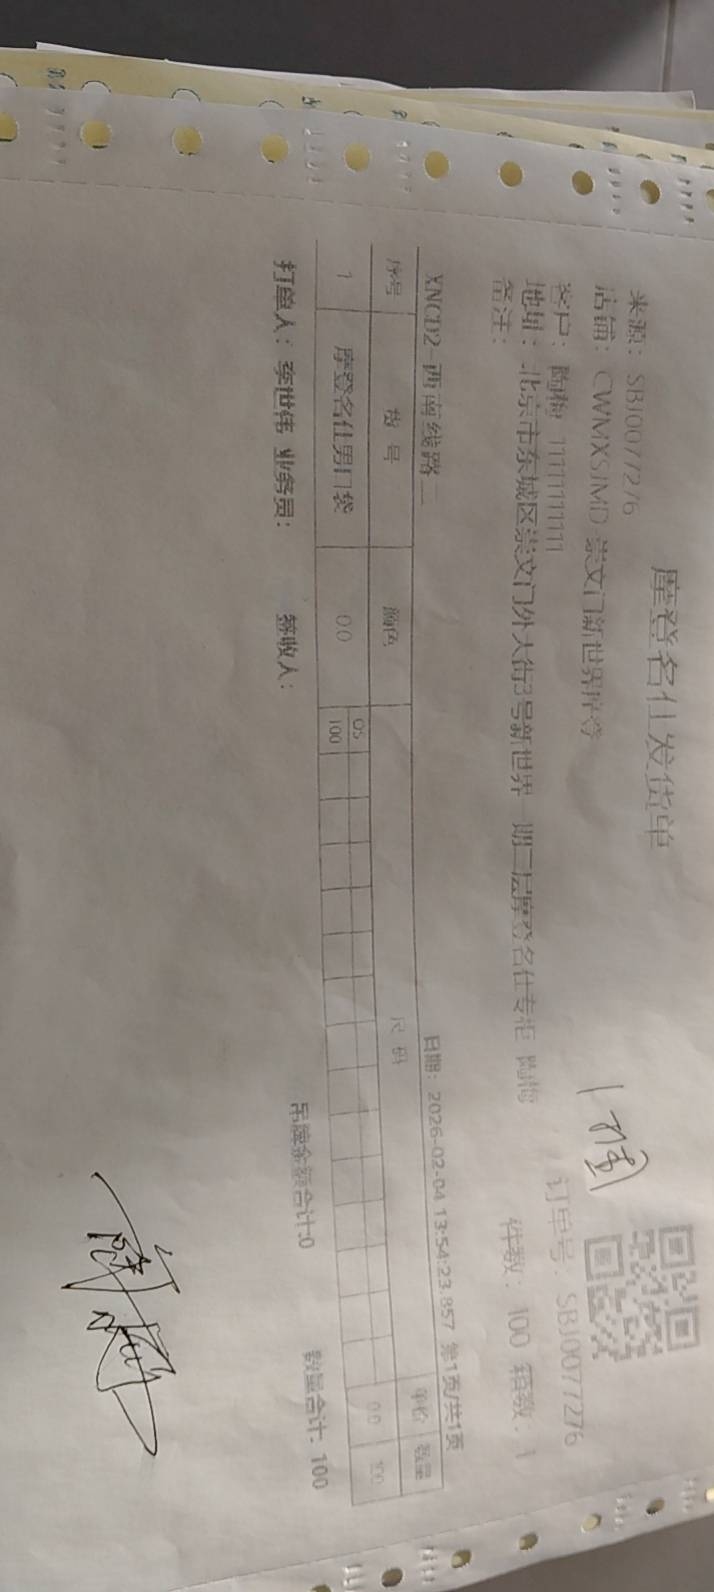 摩登名仕发货单
来源：SBJ0077276
店铺：CWMXSJMD-崇文门新世界摩登
订单号：SBJ0077276
客户：陶梅 11111111111
地址：北京市东城区崇文门外大街3号新世界 期二层摩登名仕专柜 陶梅
件数：100 箱数：1
备注：
XNCD2-西南线路二
日期：2026-02-04 13:54:23.857 第1页/共1页
序号 货号 颜色 尺码 单价 数量
OS
1 摩登名仕男口袋 0.0 100 0.0 100
吊牌金额合计:0 数量合计：100
打单人：李世伟 业务员： 签收人：